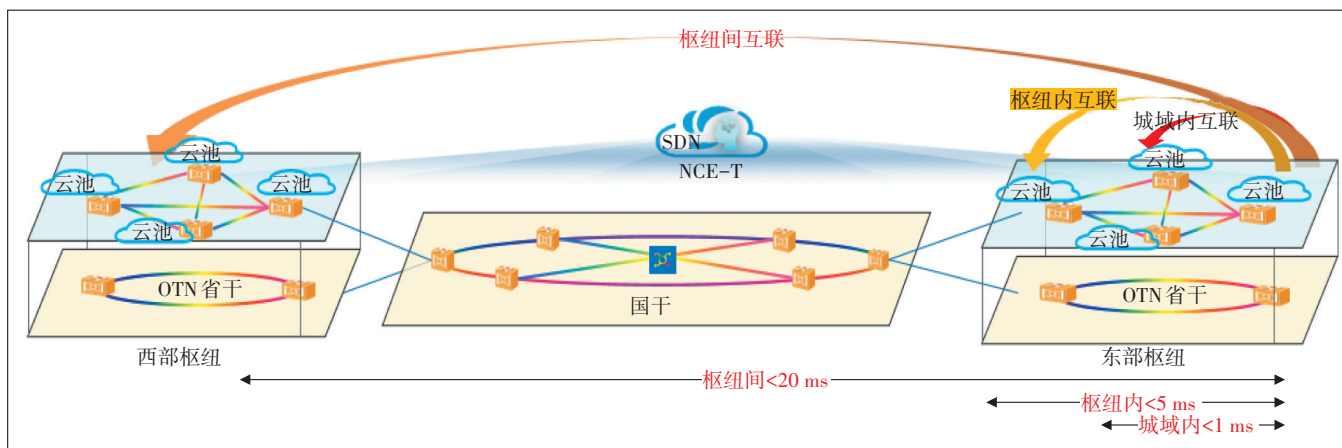 枢纽间互联
枢纽内互联
城域内互联
SDN
NCE-T
云池
云池
云池
云池
云池
云池
云池
云池
OTN 省干
国干
OTN 省干
西部枢纽
东部枢纽
枢纽间<20 ms
枢纽内<5 ms
城域内<1 ms